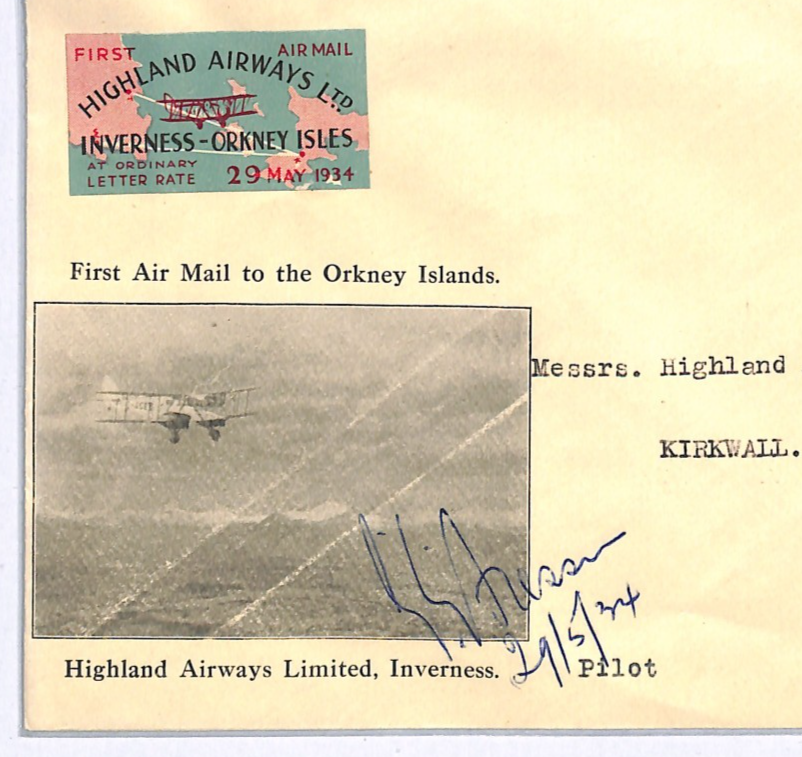 FIRST AIR MAIL
HIGHLAND AIRWAYS LTD
INVERNESS-ORKNEY ISLES
AT ORDINARY
LETTER RATE 29 MAY 1934
First Air Mail to the Orkney Islands.
Messrs. Highland
KIRKWALL.
29/5/34
Highland Airways Limited, Inverness.
Pilot